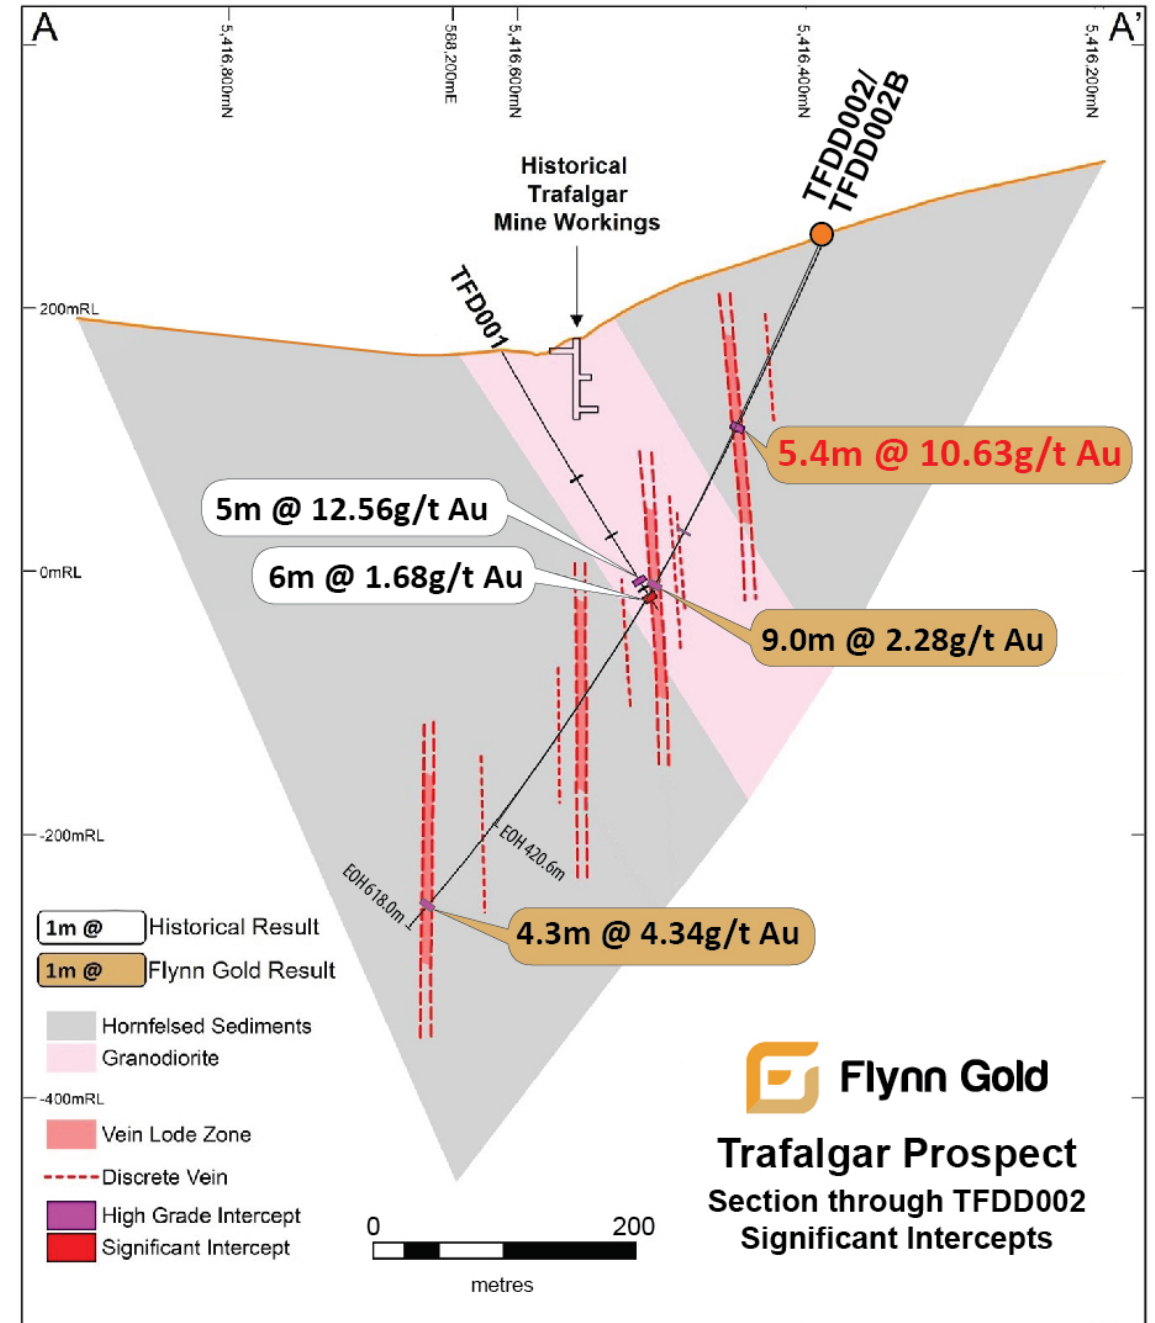 A
A'
5,416,800mN
588,200mE
5,416,600mN
5,416,400mN
5,416,200mN
TFDD002/
TFDD002B
Historical
Trafalgar
Mine Workings
TFD001
200mRL
5.4m @ 10.63g/t Au
5m @ 12.56g/t Au
0mRL
6m @ 1.68g/t Au
9.0m @ 2.28g/t Au
-200mRL
EOH 420.6m
EOH 618.0m
4.3m @ 4.34g/t Au
1m @ Historical Result
1m @ Flynn Gold Result
Hornfelsed Sediments
Granodiorite
-400mRL
Vein Lode Zone
Discrete Vein
High Grade Intercept
Significant Intercept
0 200
metres
Flynn Gold
Trafalgar Prospect
Section through TFDD002
Significant Intercepts